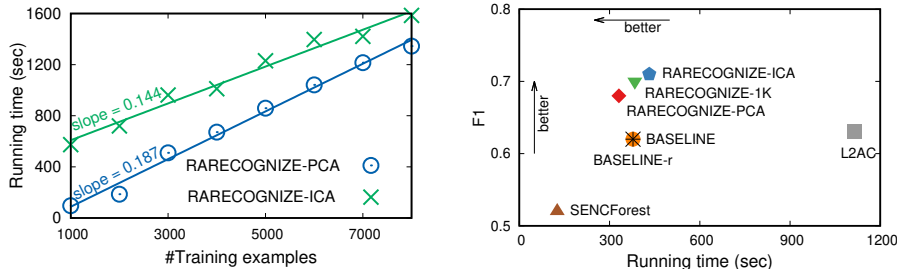 1600
1200
800
400
0
Running time (sec)
slope = 0.144
slope = 0.187
RARECOGNIZE-PCA
RARECOGNIZE-ICA
1000 3000 5000 7000
#Training examples
0.8
0.7
0.6
0.5
F1
better
better
RARECOGNIZE-ICA
RARECOGNIZE-1K
RARECOGNIZE-PCA
BASELINE
BASELINE-r
L2AC
SENCForest
0 300 600 900 1200
Running time (sec)